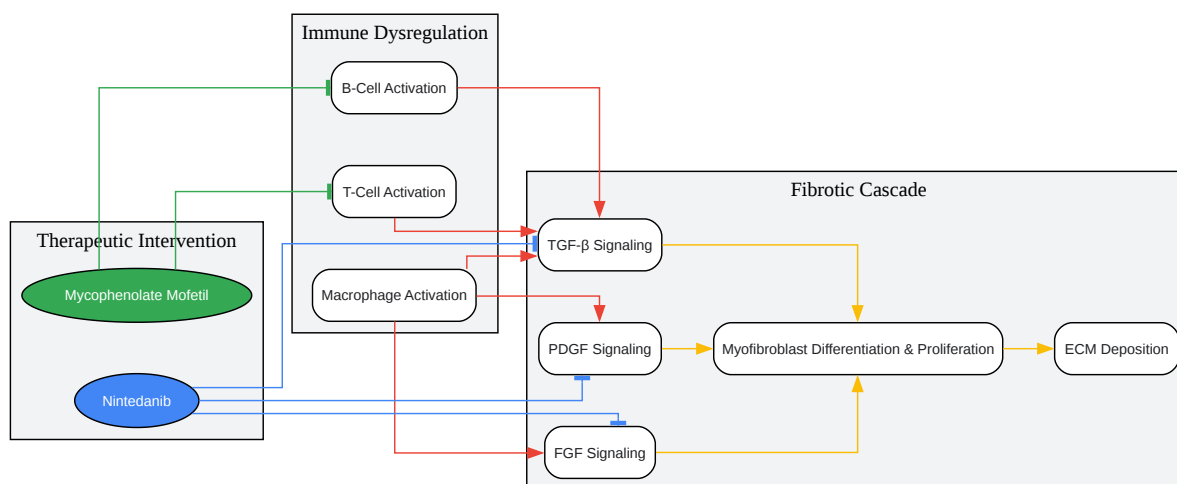 Immune Dysregulation
B-Cell Activation
T-Cell Activation
Macrophage Activation
Therapeutic Intervention
Mycophenolate Mofetil
Nintedanib
Fibrotic Cascade
TGF-β Signaling
PDGF Signaling
Myofibroblast Differentiation & Proliferation
ECM Deposition
FGF Signaling